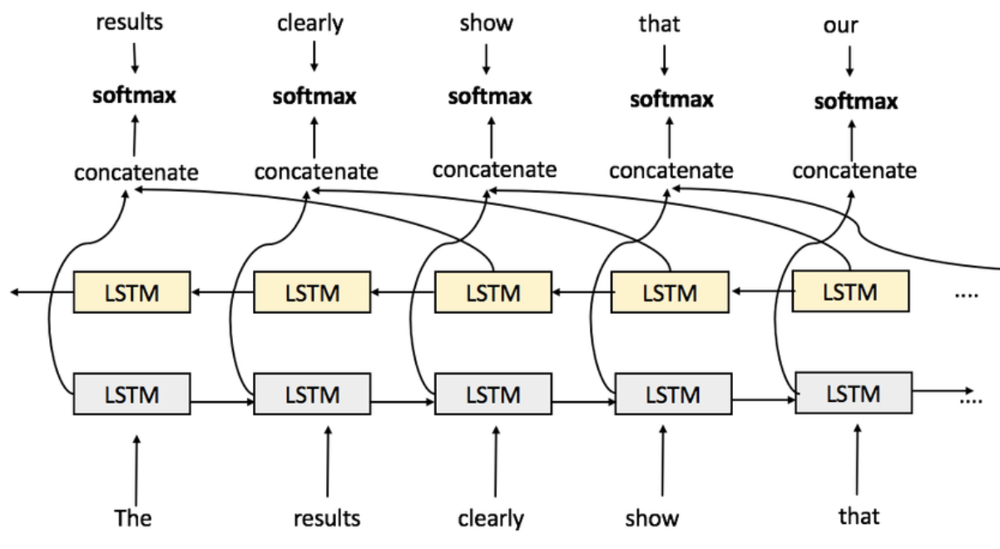 results clearly show that our
softmax softmax softmax softmax softmax
concatenate concatenate concatenate concatenate concatenate
LSTM LSTM LSTM LSTM LSTM ....
LSTM LSTM LSTM LSTM LSTM ....
The results clearly show that